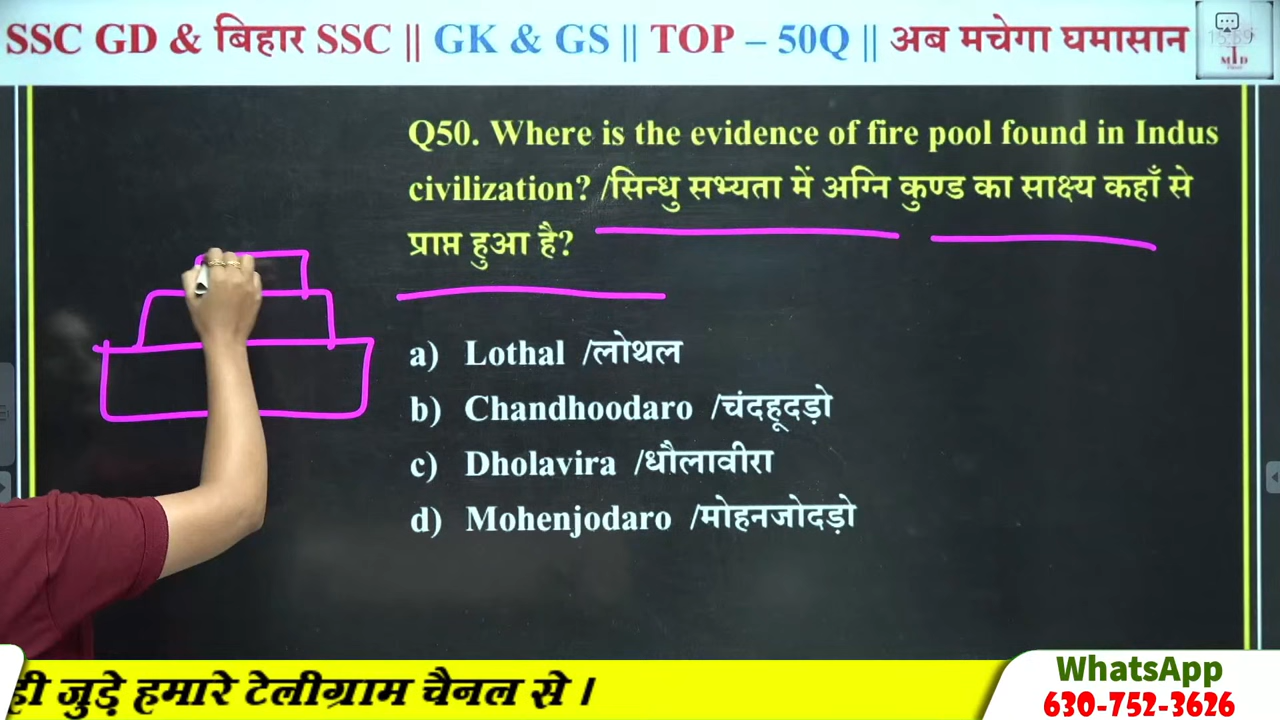 SSC GD & बिहार SSC || GK & GS || TOP – 50Q || अब मचेगा घमासान
Q50. Where is the evidence of fire pool found in Indus
civilization? /सिन्धु सभ्यता में अग्नि कुण्ड का साक्ष्य कहाँ से
प्राप्त हुआ है?
a) Lothal /लोथल
b) Chandhoodaro /चंदहूदड़ो
c) Dholavira /धौलावीरा
d) Mohenjodaro /मोहनजोदड़ो
ही जुड़े हमारे टेलीग्राम चैनल से ।
WhatsApp
630-752-3626